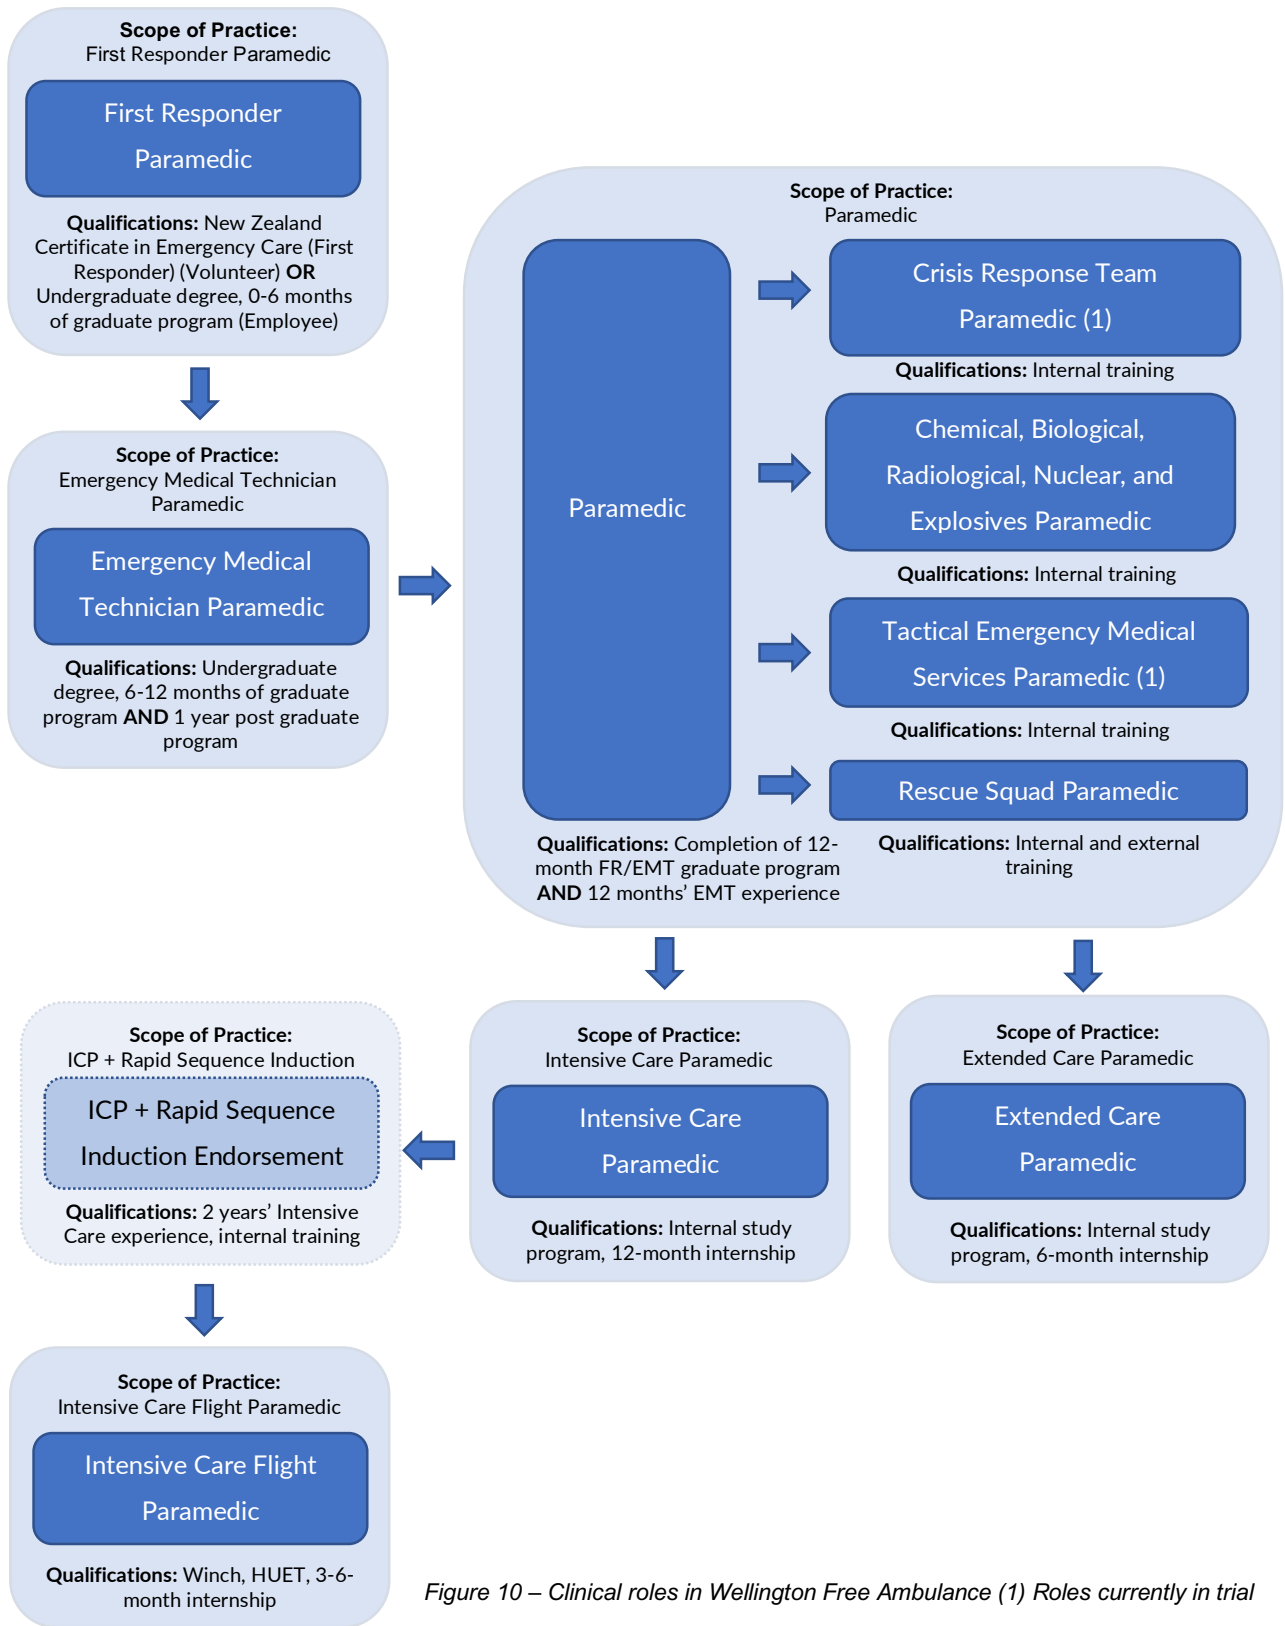 Scope of Practice:
First Responder Paramedic
First Responder
Paramedic
Qualifications: New Zealand
Certificate in Emergency Care (First
Responder) (Volunteer) OR
Undergraduate degree, 0-6 months
of graduate program (Employee)
Scope of Practice:
Emergency Medical Technician
Paramedic
Emergency Medical
Technician Paramedic
Qualifications: Undergraduate
degree, 6-12 months of graduate
program AND 1 year post graduate
program
Scope of Practice:
Paramedic
Paramedic
Qualifications: Completion of 12-
month FR/EMT graduate program
AND 12 months’ EMT experience
Crisis Response Team
Paramedic (1)
Qualifications: Internal training
Chemical, Biological,
Radiological, Nuclear, and
Explosives Paramedic
Qualifications: Internal training
Tactical Emergency Medical
Services Paramedic (1)
Qualifications: Internal training
Rescue Squad Paramedic
Qualifications: Internal and external
training
Scope of Practice:
Intensive Care Paramedic
Intensive Care
Paramedic
Qualifications: Internal study
program, 12-month internship
Scope of Practice:
Extended Care Paramedic
Extended Care
Paramedic
Qualifications: Internal study
program, 6-month internship
Scope of Practice:
ICP + Rapid Sequence Induction
ICP + Rapid Sequence
Induction Endorsement
Qualifications: 2 years’ Intensive
Care experience, internal training
Scope of Practice:
Intensive Care Flight Paramedic
Intensive Care Flight
Paramedic
Qualifications: Winch, HUET, 3-6-
month internship
Figure 10 – Clinical roles in Wellington Free Ambulance (1) Roles currently in trial